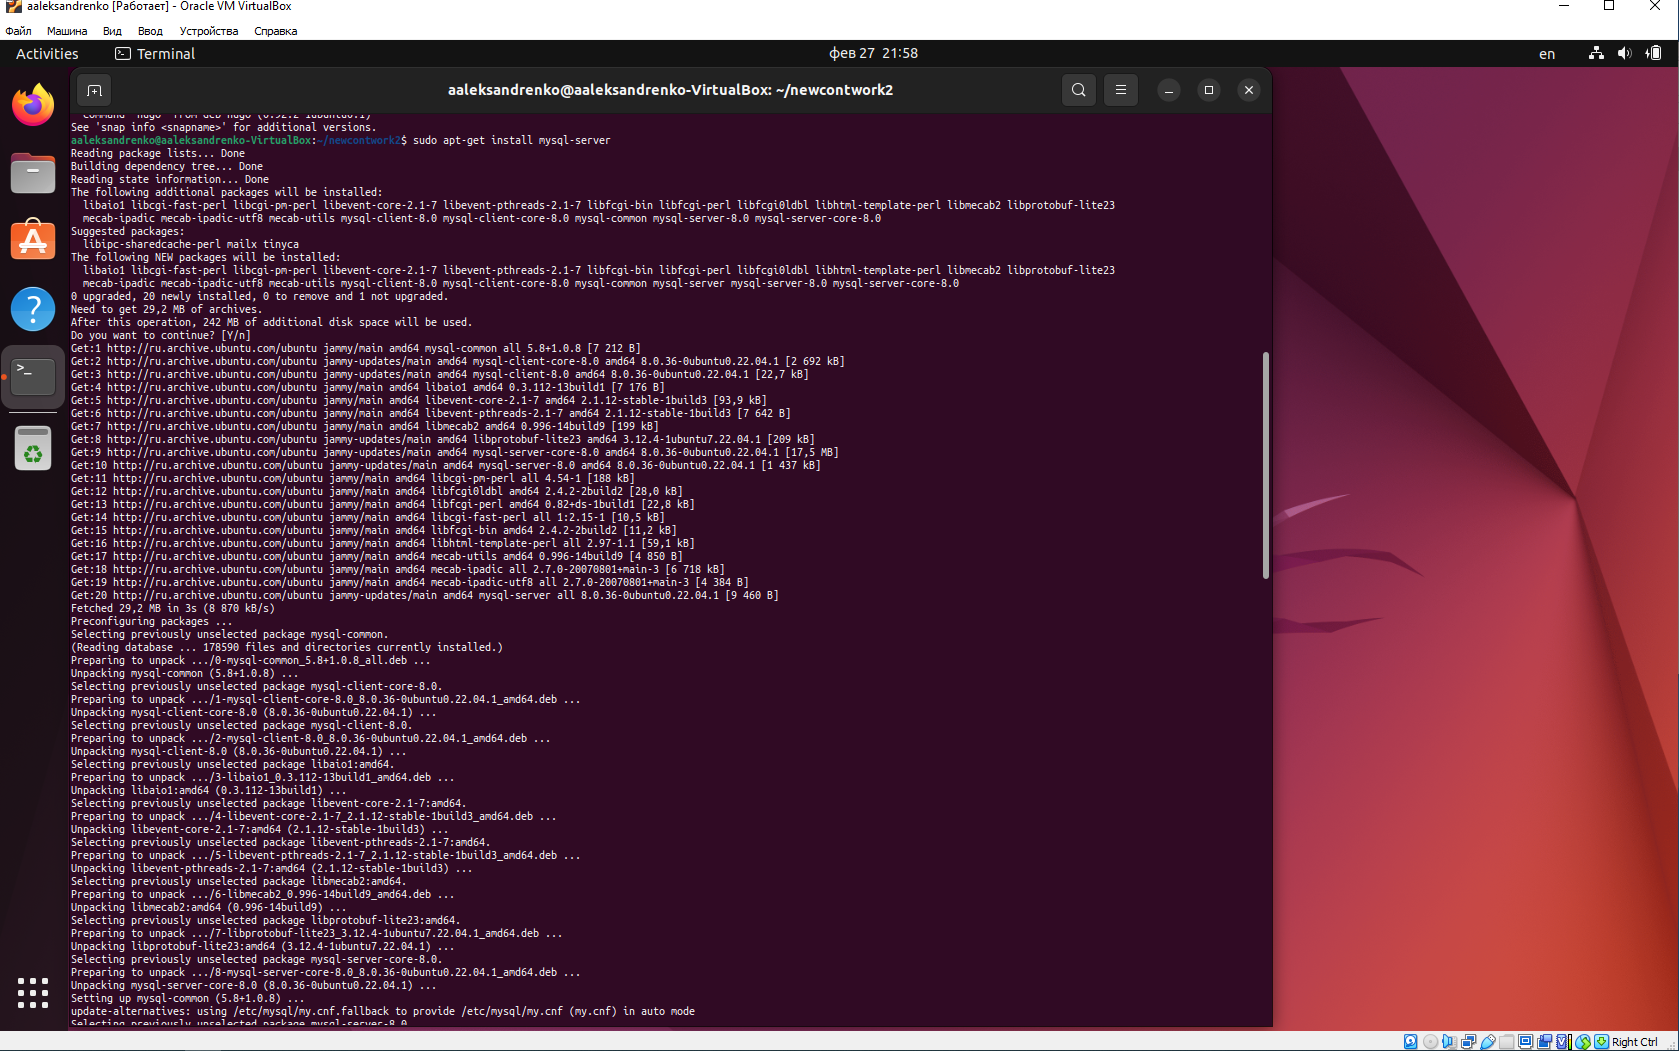 aaleksandrenko [Работает] - Oracle VM VirtualBox
Файл Машина Вид Ввод Устройства Справка
Activities Terminal фев 27 21:58 en
aaleksandrenko@aaleksandrenko-VirtualBox: ~/newcontwork2
See 'snap info <snapname>' for additional versions.
aaleksandrenko@aaleksandrenko-VirtualBox:~/newcontwork2$ sudo apt-get install mysql-server
Reading package lists... Done
Building dependency tree... Done
Reading state information... Done
The following additional packages will be installed:
libaio1 libcgi-fast-perl libcgi-pm-perl libevent-core-2.1-7 libevent-pthreads-2.1-7 libfcgi-bin libfcgi-perl libfcgi0ldbl libhtml-template-perl libmecab2 libprotobuf-lite23
mecab-ipadic mecab-ipadic-utf8 mecab-utils mysql-client-8.0 mysql-client-core-8.0 mysql-common mysql-server-8.0 mysql-server-core-8.0
Suggested packages:
libipc-sharedcache-perl mailx tinyca
The following NEW packages will be installed:
libaio1 libcgi-fast-perl libcgi-pm-perl libevent-core-2.1-7 libevent-pthreads-2.1-7 libfcgi-bin libfcgi-perl libfcgi0ldbl libhtml-template-perl libmecab2 libprotobuf-lite23
mecab-ipadic mecab-ipadic-utf8 mecab-utils mysql-client-8.0 mysql-client-core-8.0 mysql-common mysql-server mysql-server-8.0 mysql-server-core-8.0
0 upgraded, 20 newly installed, 0 to remove and 1 not upgraded.
Need to get 29,2 MB of archives.
After this operation, 242 MB of additional disk space will be used.
Do you want to continue? [Y/n]
Get:1 http://ru.archive.ubuntu.com/ubuntu jammy/main amd64 mysql-common all 5.8+1.0.8 [7 212 B]
Get:2 http://ru.archive.ubuntu.com/ubuntu jammy-updates/main amd64 mysql-client-core-8.0 amd64 8.0.36-0ubuntu0.22.04.1 [2 692 kB]
Get:3 http://ru.archive.ubuntu.com/ubuntu jammy-updates/main amd64 mysql-client-8.0 amd64 8.0.36-0ubuntu0.22.04.1 [22,7 kB]
Get:4 http://ru.archive.ubuntu.com/ubuntu jammy/main amd64 libaio1 amd64 0.3.112-13build1 [7 176 B]
Get:5 http://ru.archive.ubuntu.com/ubuntu jammy/main amd64 libevent-core-2.1-7 amd64 2.1.12-stable-1build3 [93,9 kB]
Get:6 http://ru.archive.ubuntu.com/ubuntu jammy/main amd64 libevent-pthreads-2.1-7 amd64 2.1.12-stable-1build3 [7 642 B]
Get:7 http://ru.archive.ubuntu.com/ubuntu jammy/main amd64 libmecab2 amd64 0.996-14build9 [199 kB]
Get:8 http://ru.archive.ubuntu.com/ubuntu jammy-updates/main amd64 libprotobuf-lite23 amd64 3.12.4-1ubuntu7.22.04.1 [209 kB]
Get:9 http://ru.archive.ubuntu.com/ubuntu jammy-updates/main amd64 mysql-server-core-8.0 amd64 8.0.36-0ubuntu0.22.04.1 [17,5 MB]
Get:10 http://ru.archive.ubuntu.com/ubuntu jammy-updates/main amd64 mysql-server-8.0 amd64 8.0.36-0ubuntu0.22.04.1 [1 437 kB]
Get:11 http://ru.archive.ubuntu.com/ubuntu jammy/main amd64 libcgi-pm-perl all 4.54-1 [188 kB]
Get:12 http://ru.archive.ubuntu.com/ubuntu jammy/main amd64 libfcgi0ldbl amd64 2.4.2-2build2 [28,0 kB]
Get:13 http://ru.archive.ubuntu.com/ubuntu jammy/main amd64 libfcgi-perl amd64 0.82+ds-1build1 [22,8 kB]
Get:14 http://ru.archive.ubuntu.com/ubuntu jammy/main amd64 libcgi-fast-perl all 1:2.15-1 [10,5 kB]
Get:15 http://ru.archive.ubuntu.com/ubuntu jammy/main amd64 libfcgi-bin amd64 2.4.2-2build2 [11,2 kB]
Get:16 http://ru.archive.ubuntu.com/ubuntu jammy/main amd64 libhtml-template-perl all 2.97-1.1 [59,1 kB]
Get:17 http://ru.archive.ubuntu.com/ubuntu jammy/main amd64 mecab-utils amd64 0.996-14build9 [4 850 B]
Get:18 http://ru.archive.ubuntu.com/ubuntu jammy/main amd64 mecab-ipadic all 2.7.0-20070801+main-3 [6 718 kB]
Get:19 http://ru.archive.ubuntu.com/ubuntu jammy/main amd64 mecab-ipadic-utf8 all 2.7.0-20070801+main-3 [4 384 B]
Get:20 http://ru.archive.ubuntu.com/ubuntu jammy-updates/main amd64 mysql-server all 8.0.36-0ubuntu0.22.04.1 [9 460 B]
Fetched 29,2 MB in 3s (8 870 kB/s)
Preconfiguring packages ...
Selecting previously unselected package mysql-common.
(Reading database ... 178590 files and directories currently installed.)
Preparing to unpack .../0-mysql-common_5.8+1.0.8_all.deb ...
Unpacking mysql-common (5.8+1.0.8) ...
Selecting previously unselected package mysql-client-core-8.0.
Preparing to unpack .../1-mysql-client-core-8.0_8.0.36-0ubuntu0.22.04.1_amd64.deb ...
Unpacking mysql-client-core-8.0 (8.0.36-0ubuntu0.22.04.1) ...
Selecting previously unselected package mysql-client-8.0.
Preparing to unpack .../2-mysql-client-8.0_8.0.36-0ubuntu0.22.04.1_amd64.deb ...
Unpacking mysql-client-8.0 (8.0.36-0ubuntu0.22.04.1) ...
Selecting previously unselected package libaio1:amd64.
Preparing to unpack .../3-libaio1_0.3.112-13build1_amd64.deb ...
Unpacking libaio1:amd64 (0.3.112-13build1) ...
Selecting previously unselected package libevent-core-2.1-7:amd64.
Preparing to unpack .../4-libevent-core-2.1-7_2.1.12-stable-1build3_amd64.deb ...
Unpacking libevent-core-2.1-7:amd64 (2.1.12-stable-1build3) ...
Selecting previously unselected package libevent-pthreads-2.1-7:amd64.
Preparing to unpack .../5-libevent-pthreads-2.1-7_2.1.12-stable-1build3_amd64.deb ...
Unpacking libevent-pthreads-2.1-7:amd64 (2.1.12-stable-1build3) ...
Selecting previously unselected package libmecab2:amd64.
Preparing to unpack .../6-libmecab2_0.996-14build9_amd64.deb ...
Unpacking libmecab2:amd64 (0.996-14build9) ...
Selecting previously unselected package libprotobuf-lite23:amd64.
Preparing to unpack .../7-libprotobuf-lite23_3.12.4-1ubuntu7.22.04.1_amd64.deb ...
Unpacking libprotobuf-lite23:amd64 (3.12.4-1ubuntu7.22.04.1) ...
Selecting previously unselected package mysql-server-core-8.0.
Preparing to unpack .../8-mysql-server-core-8.0_8.0.36-0ubuntu0.22.04.1_amd64.deb ...
Unpacking mysql-server-core-8.0 (8.0.36-0ubuntu0.22.04.1) ...
Setting up mysql-common (5.8+1.0.8) ...
update-alternatives: using /etc/mysql/my.cnf.fallback to provide /etc/mysql/my.cnf (my.cnf) in auto mode
Selecting previously unselected package mysql-server-8.0.
Right Ctrl